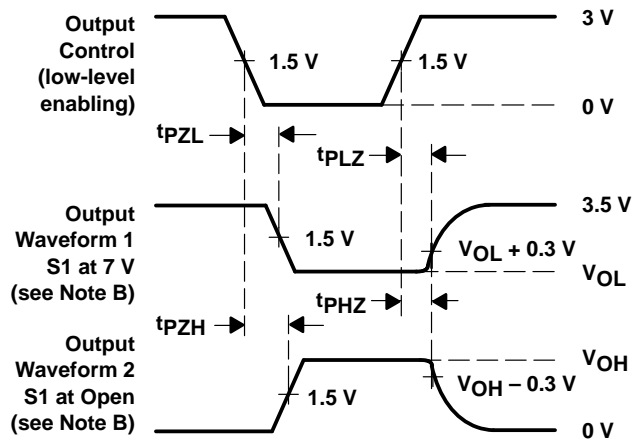 Output
Control
(low-level
enabling)
3 V
1.5 V
1.5 V
0 V
tPZL
tPLZ
Output
Waveform 1
S1 at 7 V
(see Note B)
3.5 V
1.5 V
VOL + 0.3 V
VOL
tPZH
tPHZ
Output
Waveform 2
S1 at Open
(see Note B)
VOH
1.5 V
VOH – 0.3 V
0 V